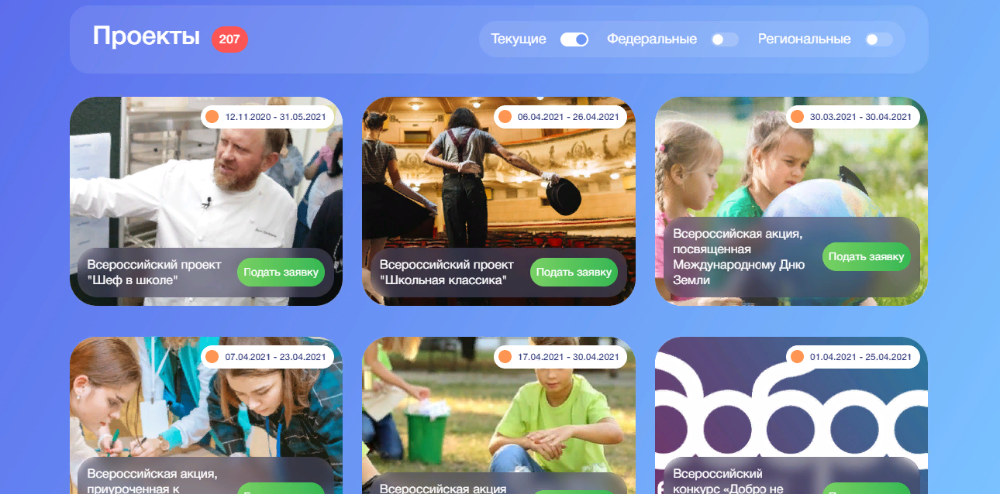 Проекты 207
Текущие Федеральные Региональные
12.11.2020 - 31.05.2021
Всероссийский проект
"Шеф в школе"
Подать заявку
06.04.2021 - 26.04.2021
Всероссийский проект
"Школьная классика"
Подать заявку
30.03.2021 - 30.04.2021
Всероссийская акция,
посвященная
Международному Дню
Земли
Подать заявку
07.04.2021 - 23.04.2021
Всероссийская акция,
приуроченная к
17.04.2021 - 30.04.2021
Всероссийская акция
01.04.2021 - 25.04.2021
Всероссийский
конкурс «Добро не